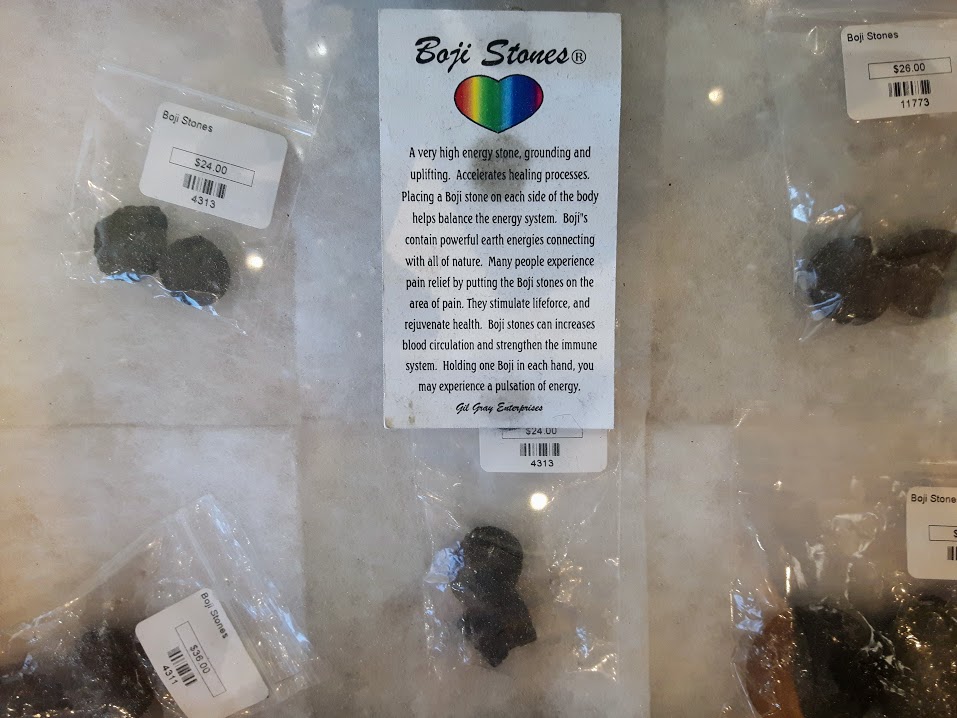 Boji Stones
$24.00
4313
Boji Stones®
A very high energy stone, grounding and
uplifting. Accelerates healing processes.
Placing a Boji stone on each side of the body
helps balance the energy system. Boji"s
contain powerful earth energies connecting
with all of nature. Many people experience
pain relief by putting the Boji stones on the
area of pain. They stimulate lifeforce, and
rejuvenate health. Boji stones can increases
blood circulation and strengthen the immune
system. Holding one Boji in each hand, you
may experience a pulsation of energy.
Gil Gray Enterprises
Boji Stones
$26.00
11773
$24.00
4313
Boji Stones
$36.00
4311
Boji Stone
$